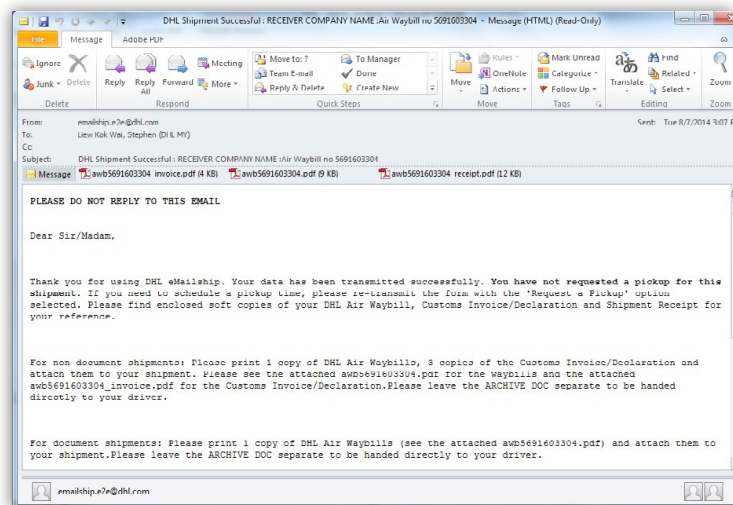 DHL Shipment Successful : RECEIVER COMPANY NAME :Air Waybill no 5691603304 - Message (HTML) (Read-Only)
File Message Adobe PDF
Ignore
Junk Delete
Delete
Reply Reply All Forward
Meeting
More
Respond
Move to: ? To Manager
Team E-mail Done
Reply & Delete Create New
Quick Steps
Move
Rules
OneNote
Actions
Move
Mark Unread
Categorize
Follow Up
Tags
Translate
Find
Related
Select
Editing
Zoom
Zoom
From: emailship.e2e@dhl.com Sent: Tue 8/7/2014 3:07 P
To: Liew Kok Wai, Stephen (DHL MY)
Cc:
Subject: DHL Shipment Successful : RECEIVER COMPANY NAME :Air Waybill no 5691603304
Message awb5691603304_invoice.pdf (4 KB) awb5691603304.pdf (9 KB) awb5691603304_receipt.pdf (12 KB)
PLEASE DO NOT REPLY TO THIS EMAIL
Dear Sir/Madam,
Thank you for using DHL eMailship. Your data has been transmitted successfully. You have not requested a pickup for this
shipment. If you need to schedule a pickup time, please re-transmit the form with the 'Request a Pickup' option
selected. Please find enclosed soft copies of your DHL Air Waybill, Customs Invoice/Declaration and Shipment Receipt for
your reference.
For non document shipments: Please print 1 copy of DHL Air Waybills, 3 copies of the Customs Invoice/Declaration and
attach them to your shipment. Please see the attached awb5691603304.pdf for the waybills and the attached
awb5691603304_invoice.pdf for the Customs Invoice/Declaration.Please leave the ARCHIVE DOC separate to be handed
directly to your driver.
For document shipments: Please print 1 copy of DHL Air Waybills (see the attached awb5691603304.pdf) and attach them to
your shipment.Please leave the ARCHIVE DOC separate to be handed directly to your driver.
emailship.e2e@dhl.com